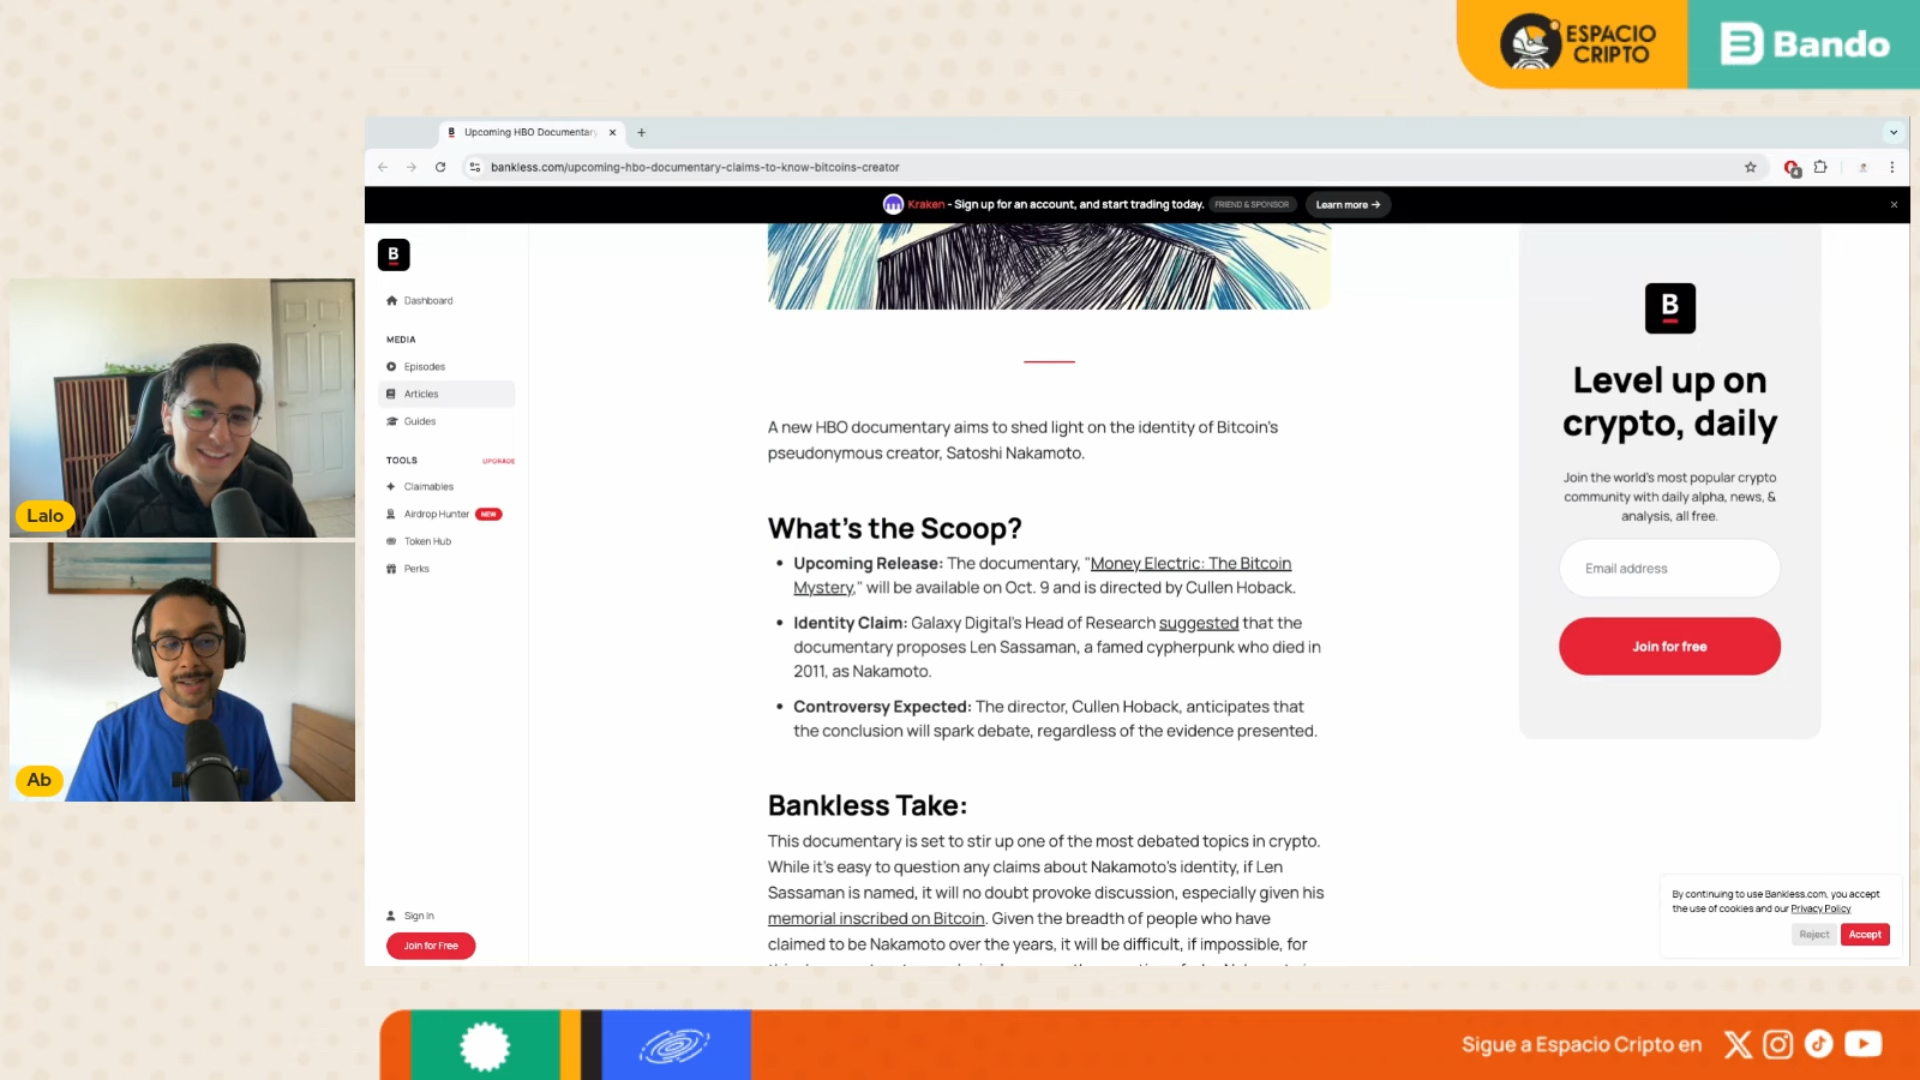 ESPACIO
CRIPTO
Bando
Upcoming HBO Documentary
bankless.com/upcoming-hbo-documentary-claims-to-know-bitcoins-creator
Kraken - Sign up for an account, and start trading today. FRIEND & SPONSOR Learn more →
B
Dashboard
MEDIA
Episodes
Articles
Guides
TOOLS UPGRADE
Claimables
Airdrop Hunter NEW
Token Hub
Perks
Sign In
Join for Free
A new HBO documentary aims to shed light on the identity of Bitcoin's
pseudonymous creator, Satoshi Nakamoto.
What's the Scoop?
• Upcoming Release: The documentary, "Money Electric: The Bitcoin
Mystery," will be available on Oct. 9 and is directed by Cullen Hoback.
• Identity Claim: Galaxy Digital's Head of Research suggested that the
documentary proposes Len Sassaman, a famed cypherpunk who died in
2011, as Nakamoto.
• Controversy Expected: The director, Cullen Hoback, anticipates that
the conclusion will spark debate, regardless of the evidence presented.
Bankless Take:
This documentary is set to stir up one of the most debated topics in crypto.
While it's easy to question any claims about Nakamoto's identity, if Len
Sassaman is named, it will no doubt provoke discussion, especially given his
memorial inscribed on Bitcoin. Given the breadth of people who have
claimed to be Nakamoto over the years, it will be difficult, if impossible, for
B
Level up on
crypto, daily
Join the world's most popular crypto
community with daily alpha, news, &
analysis, all free.
Email address
Join for free
By continuing to use Bankless.com, you accept
the use of cookies and our Privacy Policy
Reject Accept
Lalo
Ab
Sigue a Espacio Cripto en